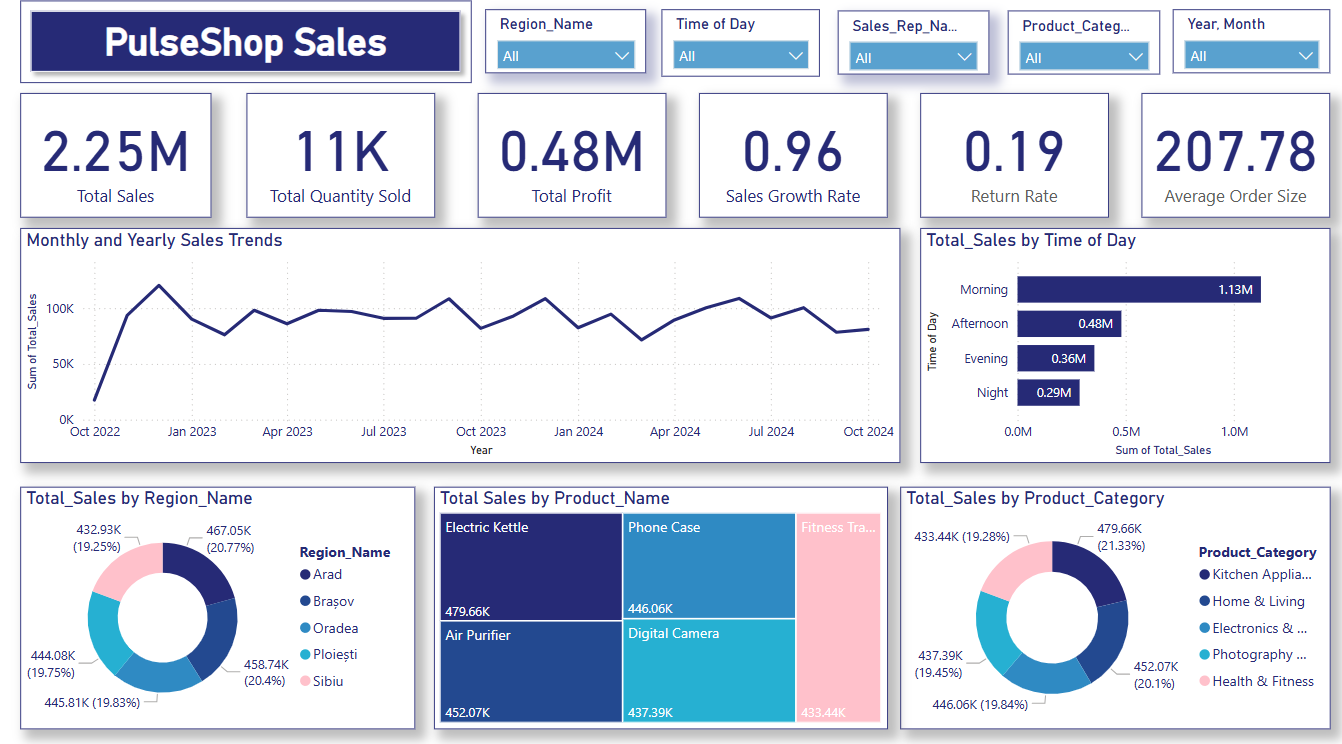 PulseShop Sales
Region_Name
All
Time of Day
All
Sales_Rep_Na...
All
Product_Categ...
All
Year, Month
All
2.25M
Total Sales
11K
Total Quantity Sold
0.48M
Total Profit
0.96
Sales Growth Rate
0.19
Return Rate
207.78
Average Order Size
Monthly and Yearly Sales Trends
Sum of Total_Sales
100K
50K
0K
Oct 2022
Jan 2023
Apr 2023
Jul 2023
Oct 2023
Jan 2024
Apr 2024
Jul 2024
Oct 2024
Year
Total_Sales by Time of Day
Time of Day
Morning
1.13M
Afternoon
0.48M
Evening
0.36M
Night
0.29M
0.0M
0.5M
1.0M
Sum of Total_Sales
Total_Sales by Region_Name
432.93K
(19.25%)
467.05K
(20.77%)
444.08K
(19.75%)
458.74K
(20.4%)
445.81K (19.83%)
Region_Name
Arad
Brașov
Oradea
Ploiești
Sibiu
Total Sales by Product_Name
Electric Kettle
479.66K
Air Purifier
452.07K
Phone Case
446.06K
Digital Camera
437.39K
Fitness Tra...
433.44K
Total_Sales by Product_Category
433.44K (19.28%)
479.66K
(21.33%)
437.39K
(19.45%)
452.07K
(20.1%)
446.06K (19.84%)
Product_Category
Kitchen Applia...
Home & Living
Electronics & ...
Photography ...
Health & Fitness